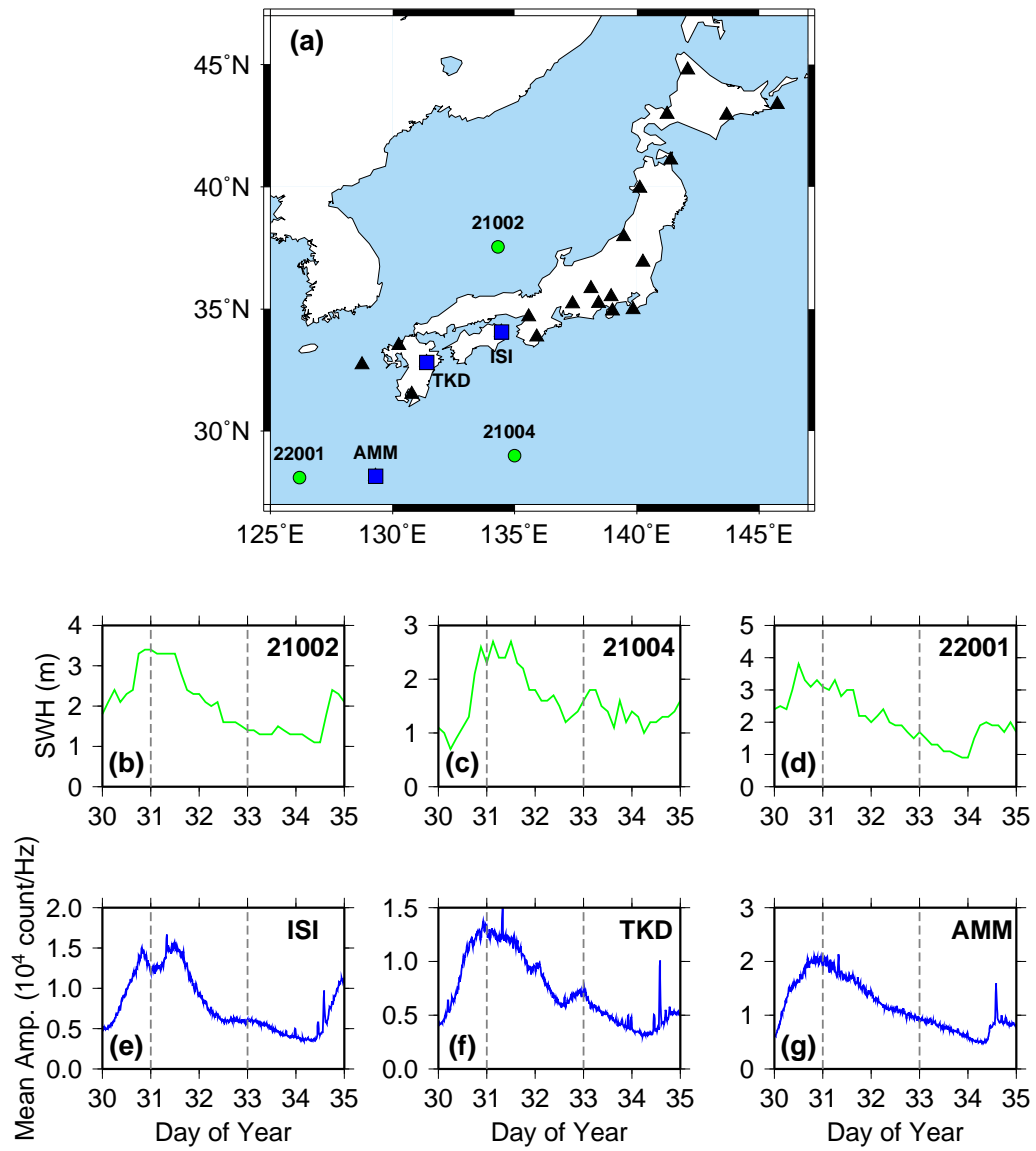 (a)
45°N
40°N
35°N
30°N
125°E 130°E 135°E 140°E 145°E
21002
ISI
TKD
21004
22001
AMM
SWH (m)
4
3
2
1
0
21002
(b)
30 31 32 33 34 35
3
2
1
0
21004
(c)
30 31 32 33 34 35
5
4
3
2
1
0
22001
(d)
30 31 32 33 34 35
Mean Amp. (10⁴ count/Hz)
2.0
1.5
1.0
0.5
0.0
ISI
(e)
30 31 32 33 34 35
Day of Year
1.5
1.0
0.5
0.0
TKD
(f)
30 31 32 33 34 35
Day of Year
3
2
1
0
AMM
(g)
30 31 32 33 34 35
Day of Year